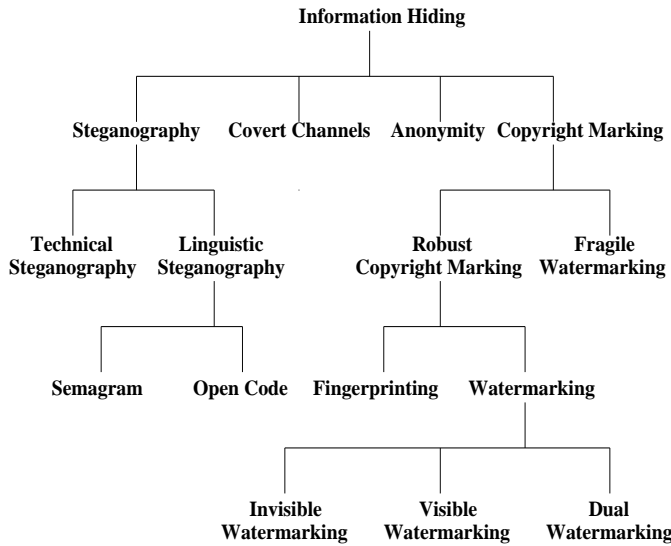 Information Hiding
Steganography
Covert Channels
Anonymity
Copyright Marking
Technical
Steganography
Linguistic
Steganography
Robust
Copyright Marking
Fragile
Watermarking
Semagram
Open Code
Fingerprinting
Watermarking
Invisible
Watermarking
Visible
Watermarking
Dual
Watermarking